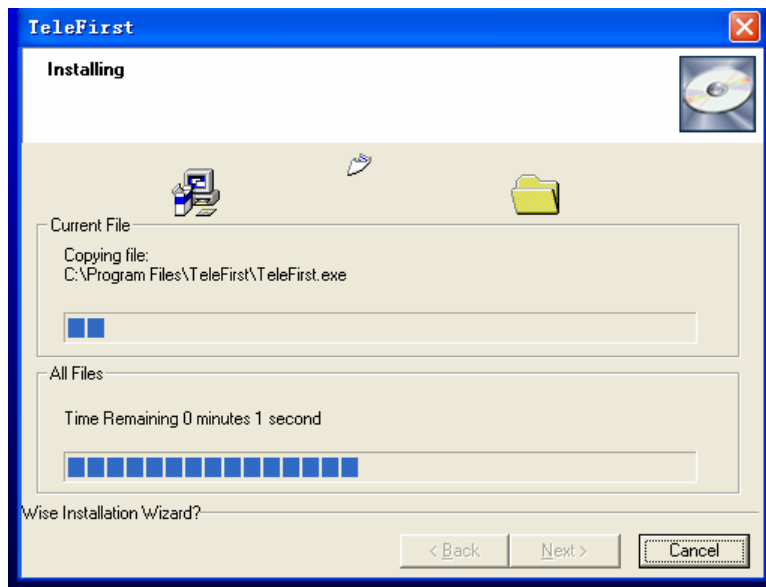 TeleFirst
Installing
Current File
Copying file:
C:\Program Files\TeleFirst\TeleFirst.exe
All Files
Time Remaining 0 minutes 1 second
Wise Installation Wizard?
< Back
Next >
Cancel